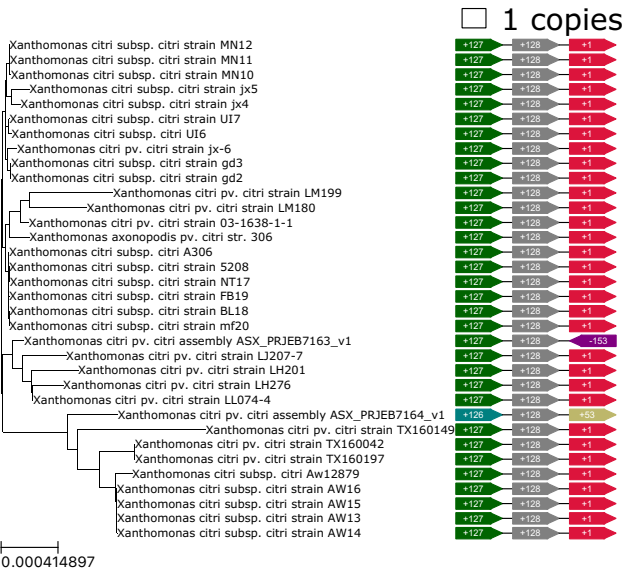 1 copies
Xanthomonas citri subsp. citri strain MN12 +127 +128 +1
Xanthomonas citri subsp. citri strain MN11 +127 +128 +1
Xanthomonas citri subsp. citri strain MN10 +127 +128 +1
Xanthomonas citri subsp. citri strain jx5 +127 +128 +1
Xanthomonas citri subsp. citri strain jx4 +127 +128 +1
Xanthomonas citri subsp. citri strain UI7 +127 +128 +1
Xanthomonas citri subsp. citri UI6 +127 +128 +1
Xanthomonas citri pv. citri strain jx-6 +127 +128 +1
Xanthomonas citri subsp. citri strain gd3 +127 +128 +1
Xanthomonas citri subsp. citri strain gd2 +127 +128 +1
Xanthomonas citri pv. citri strain LM199 +127 +128 +1
Xanthomonas citri pv. citri strain LM180 +127 +128 +1
Xanthomonas citri pv. citri strain 03-1638-1-1 +127 +128 +1
Xanthomonas axonopodis pv. citri str. 306 +127 +128 +1
Xanthomonas citri subsp. citri A306 +127 +128 +1
Xanthomonas citri subsp. citri strain 5208 +127 +128 +1
Xanthomonas citri subsp. citri strain NT17 +127 +128 +1
Xanthomonas citri subsp. citri strain FB19 +127 +128 +1
Xanthomonas citri subsp. citri strain BL18 +127 +128 +1
Xanthomonas citri subsp. citri strain mf20 +127 +128 +1
Xanthomonas citri pv. citri assembly ASX_PRJEB7163_v1 +127 +128 -153
Xanthomonas citri pv. citri strain LJ207-7 +127 +128 +1
Xanthomonas citri pv. citri strain LH201 +127 +128 +1
Xanthomonas citri pv. citri strain LH276 +127 +128 +1
Xanthomonas citri pv. citri strain LL074-4 +127 +128 +1
Xanthomonas citri pv. citri assembly ASX_PRJEB7164_v1 +126 +128 +53
Xanthomonas citri pv. citri strain TX160149 +127 +128 +1
Xanthomonas citri pv. citri strain TX160042 +127 +128 +1
Xanthomonas citri pv. citri strain TX160197 +127 +128 +1
Xanthomonas citri subsp. citri Aw12879 +127 +128 +1
Xanthomonas citri subsp. citri strain AW16 +127 +128 +1
Xanthomonas citri subsp. citri strain AW15 +127 +128 +1
Xanthomonas citri subsp. citri strain AW13 +127 +128 +1
Xanthomonas citri subsp. citri strain AW14 +127 +128 +1
0.000414897